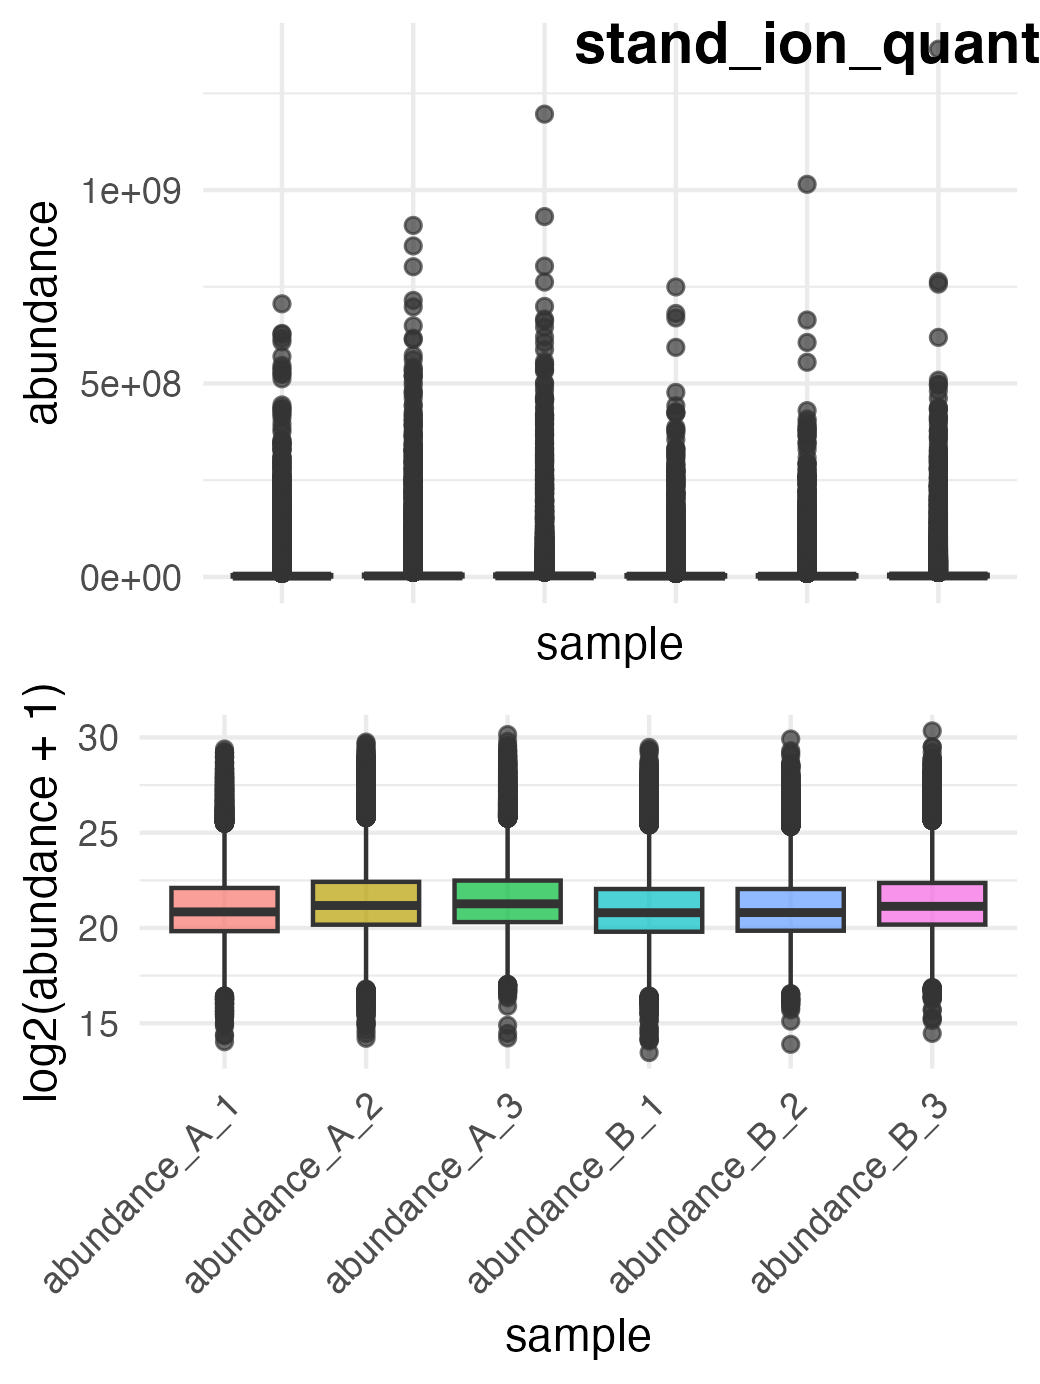 stand_ion_quant
abundance
1e+09
5e+08
0e+00
sample
log2(abundance + 1)
30
25
20
15
abundance_A_1
abundance_A_2
abundance_A_3
abundance_B_1
abundance_B_2
abundance_B_3
sample